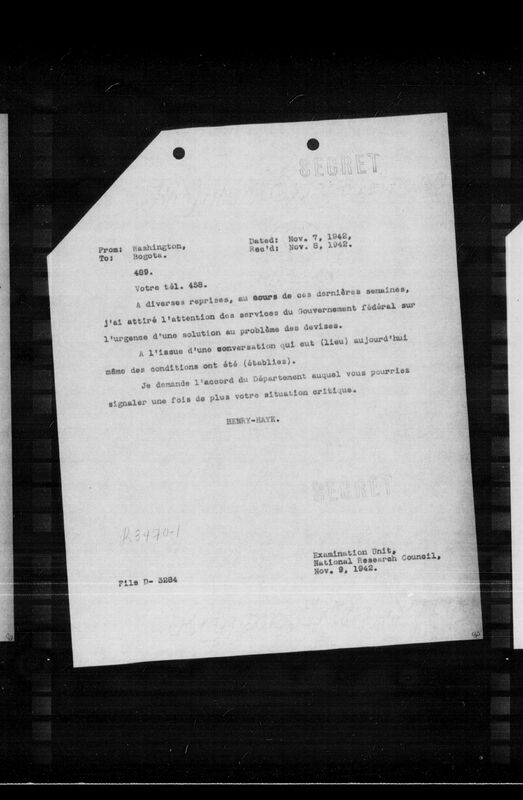 SECRET
From: Washington,
To: Bogota.
Dated: Nov. 7, 1942,
Rec'd: Nov. 8, 1942.
489.
Votre tél. 458.
A diverses reprises, au cours de ces dernières semaines,
j'ai attiré l'attention des services du Gouvernement fédéral sur
l'urgence d'une solution au problème des devises.
A l'issue d'une conversation qui eut (lieu) aujourd'hui
même des conditions ont été (établies).
Je demande l'accord du Département auquel vous pourriez
signaler une fois de plus votre situation critique.
HENRY-HAYE.
SECRET
R3470-1
Examination Unit,
National Research Council,
Nov. 9, 1942.
File D- 3284